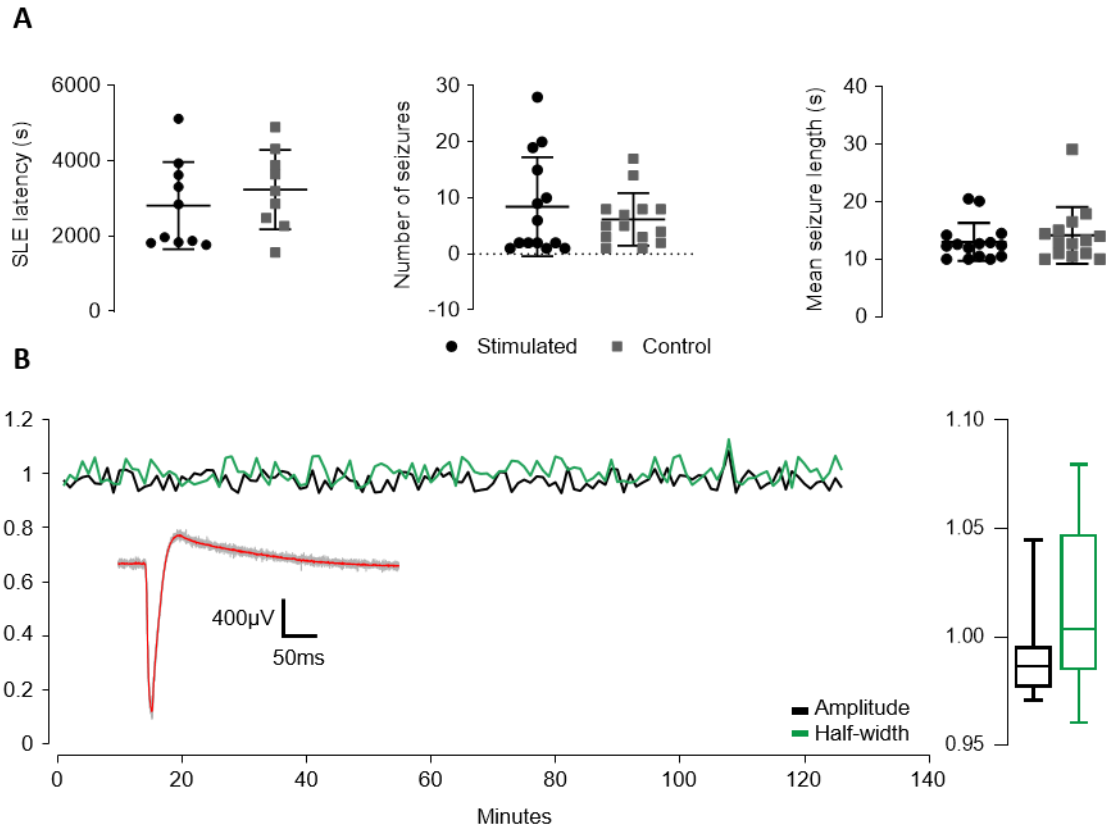 A
SLE latency (s)
6000
4000
2000
0
Number of seizures
30
20
10
0
-10
Mean seizure length (s)
40
30
20
10
0
Stimulated
Control
B
1.2
1
0.8
0.6
0.4
0.2
0
400µV
50ms
Amplitude
Half-width
0
20
40
60
80
100
120
140
Minutes
1.10
1.05
1.00
0.95